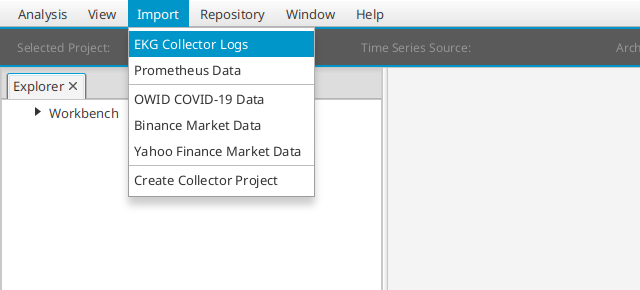 Analysis View Import Repository Window Help
Selected Project: Time Series Source: Arch
Explorer
Workbench
EKG Collector Logs
Prometheus Data
OWID COVID-19 Data
Binance Market Data
Yahoo Finance Market Data
Create Collector Project